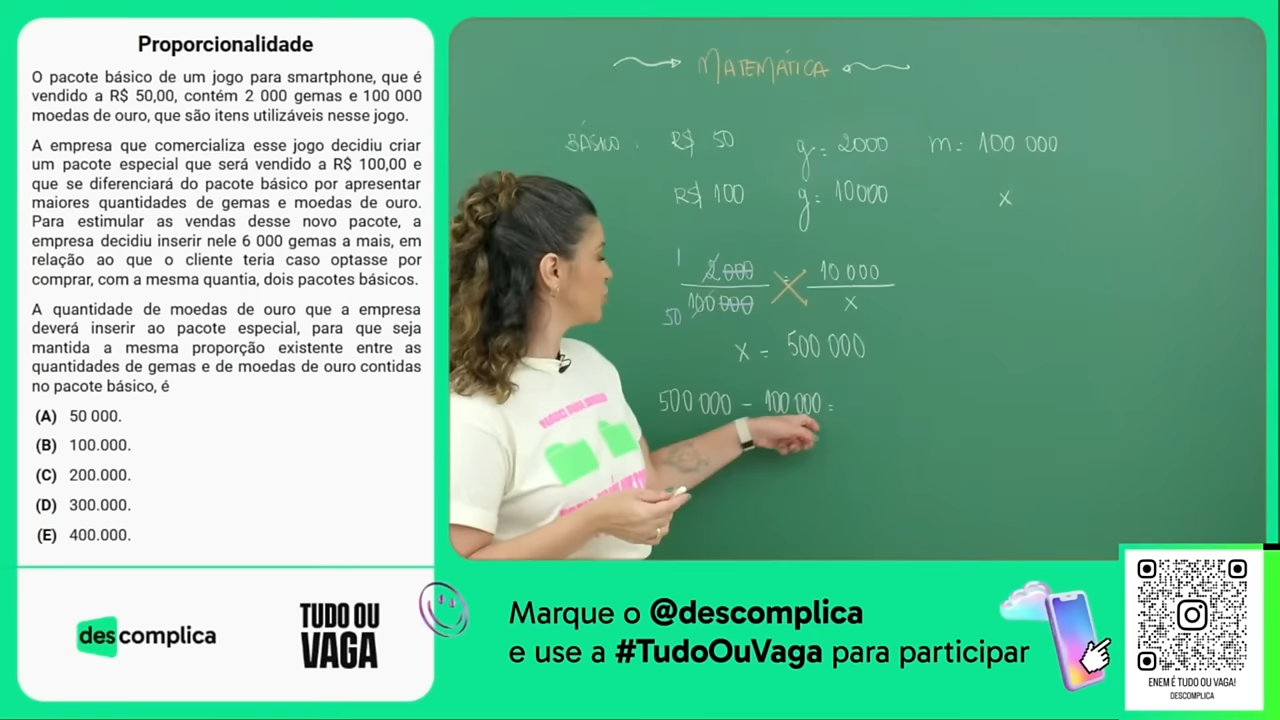 Proporcionalidade
O pacote básico de um jogo para smartphone, que é
vendido a R$ 50,00, contém 2 000 gemas e 100 000
moedas de ouro, que são itens utilizáveis nesse jogo.
A empresa que comercializa esse jogo decidiu criar
um pacote especial que será vendido a R$ 100,00 e
que se diferenciará do pacote básico por apresentar
maiores quantidades de gemas e moedas de ouro.
Para estimular as vendas desse novo pacote, a
empresa decidiu inserir nele 6 000 gemas a mais, em
relação ao que o cliente teria caso optasse por
comprar, com a mesma quantia, dois pacotes básicos.
A quantidade de moedas de ouro que a empresa
deverá inserir ao pacote especial, para que seja
mantida a mesma proporção existente entre as
quantidades de gemas e de moedas de ouro contidas
no pacote básico, é
(A) 50 000.
(B) 100.000.
(C) 200.000.
(D) 300.000.
(E) 400.000.
MATEMÁTICA
BÁSICO: R$ 50 g = 2000 m = 100 000
R$ 100 g = 10000 x
1 2000 = 10 000
50 100 000 x
x = 500 000
500 000 - 100 000 =
descomplica
TUDO OU
VAGA
Marque o @descomplica
e use a #TudoOuVaga para participar
ENEM É TUDO OU VAGA!
DESCOMPLICA